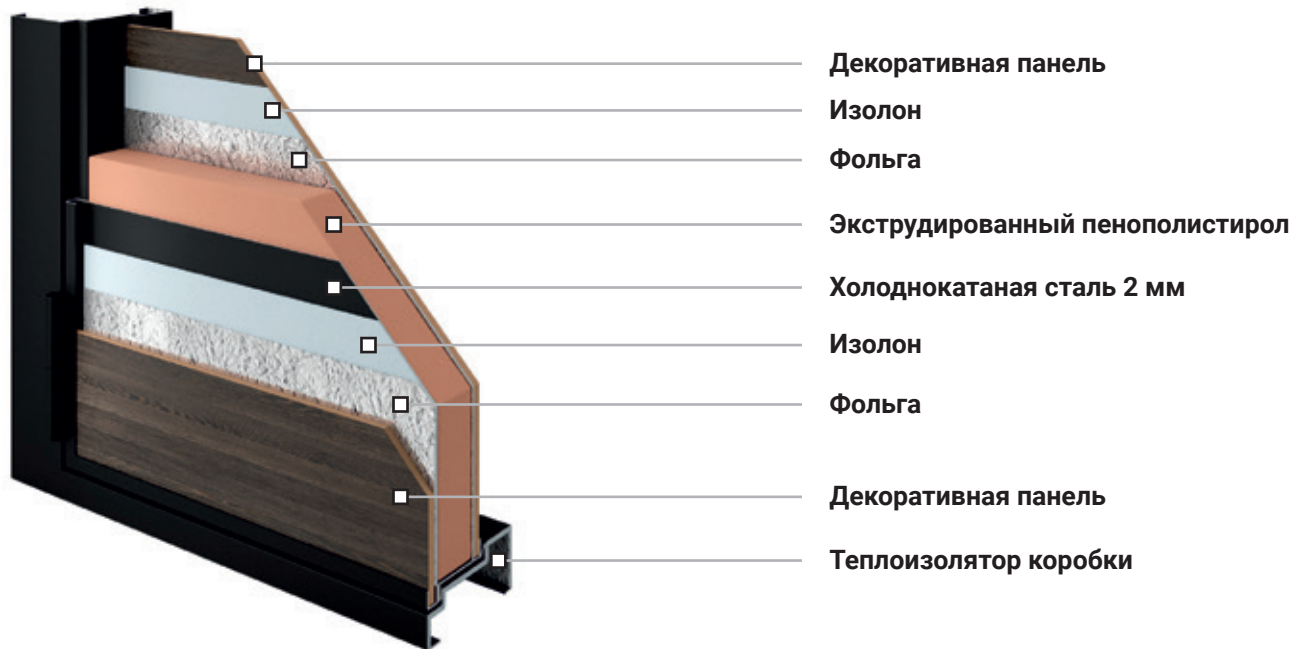 Декоративная панель
Изолон
Фольга
Экструдированный пенополистирол
Холоднокатаная сталь 2 мм
Изолон
Фольга
Декоративная панель
Теплоизолятор коробки